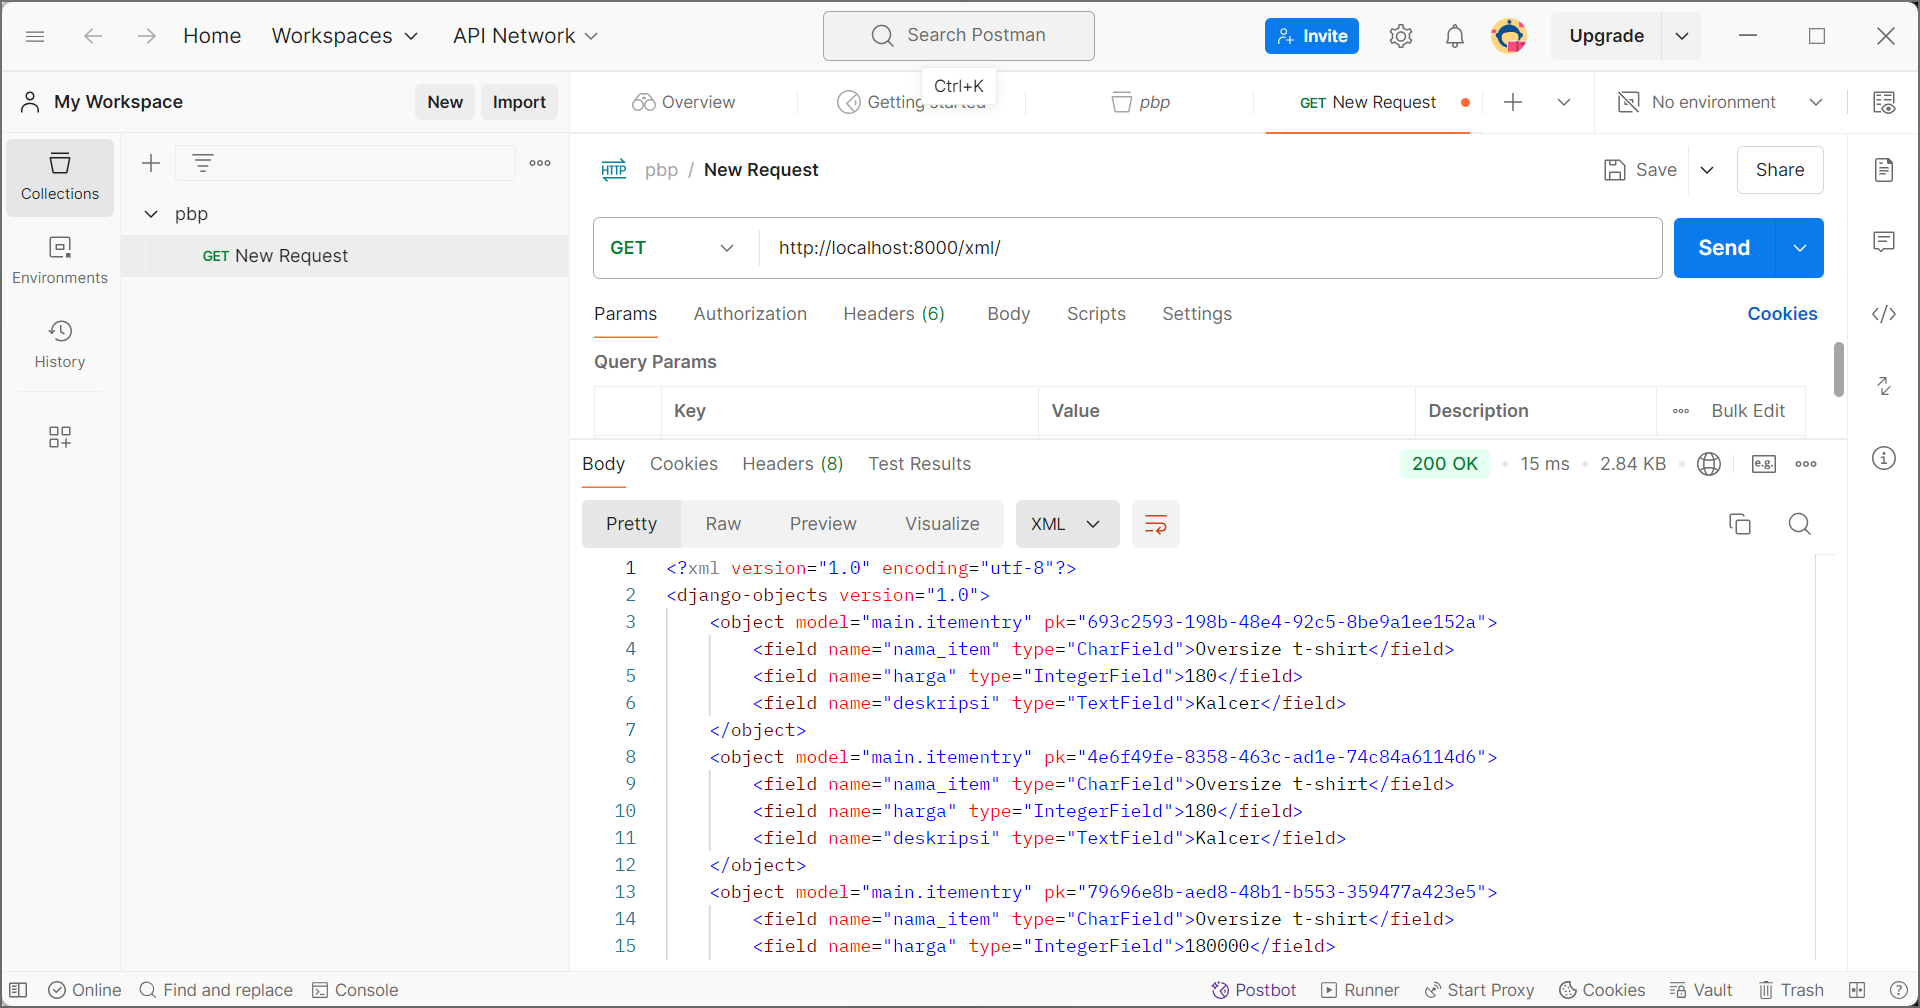 Home Workspaces API Network Search Postman Invite Upgrade
Ctrl+K
My Workspace New Import Overview Getting started pbp GET New Request No environment
Collections
Environments
History
pbp
GET New Request
HTTP pbp / New Request Save Share
GET http://localhost:8000/xml/ Send
Params Authorization Headers (6) Body Scripts Settings Cookies
Query Params
Key Value Description Bulk Edit
Body Cookies Headers (8) Test Results 200 OK 15 ms 2.84 KB e.g.
Pretty Raw Preview Visualize XML
1 <?xml version="1.0" encoding="utf-8"?>
2 <django-objects version="1.0">
3 <object model="main.itementry" pk="693c2593-198b-48e4-92c5-8be9a1ee152a">
4 <field name="nama_item" type="CharField">Oversize t-shirt</field>
5 <field name="harga" type="IntegerField">180</field>
6 <field name="deskripsi" type="TextField">Kalcer</field>
7 </object>
8 <object model="main.itementry" pk="4e6f49fe-8358-463c-ad1e-74c84a6114d6">
9 <field name="nama_item" type="CharField">Oversize t-shirt</field>
10 <field name="harga" type="IntegerField">180</field>
11 <field name="deskripsi" type="TextField">Kalcer</field>
12 </object>
13 <object model="main.itementry" pk="79696e8b-aed8-48b1-b553-359477a423e5">
14 <field name="nama_item" type="CharField">Oversize t-shirt</field>
15 <field name="harga" type="IntegerField">180000</field>
Online Find and replace Console Postbot Runner Start Proxy Cookies Vault Trash